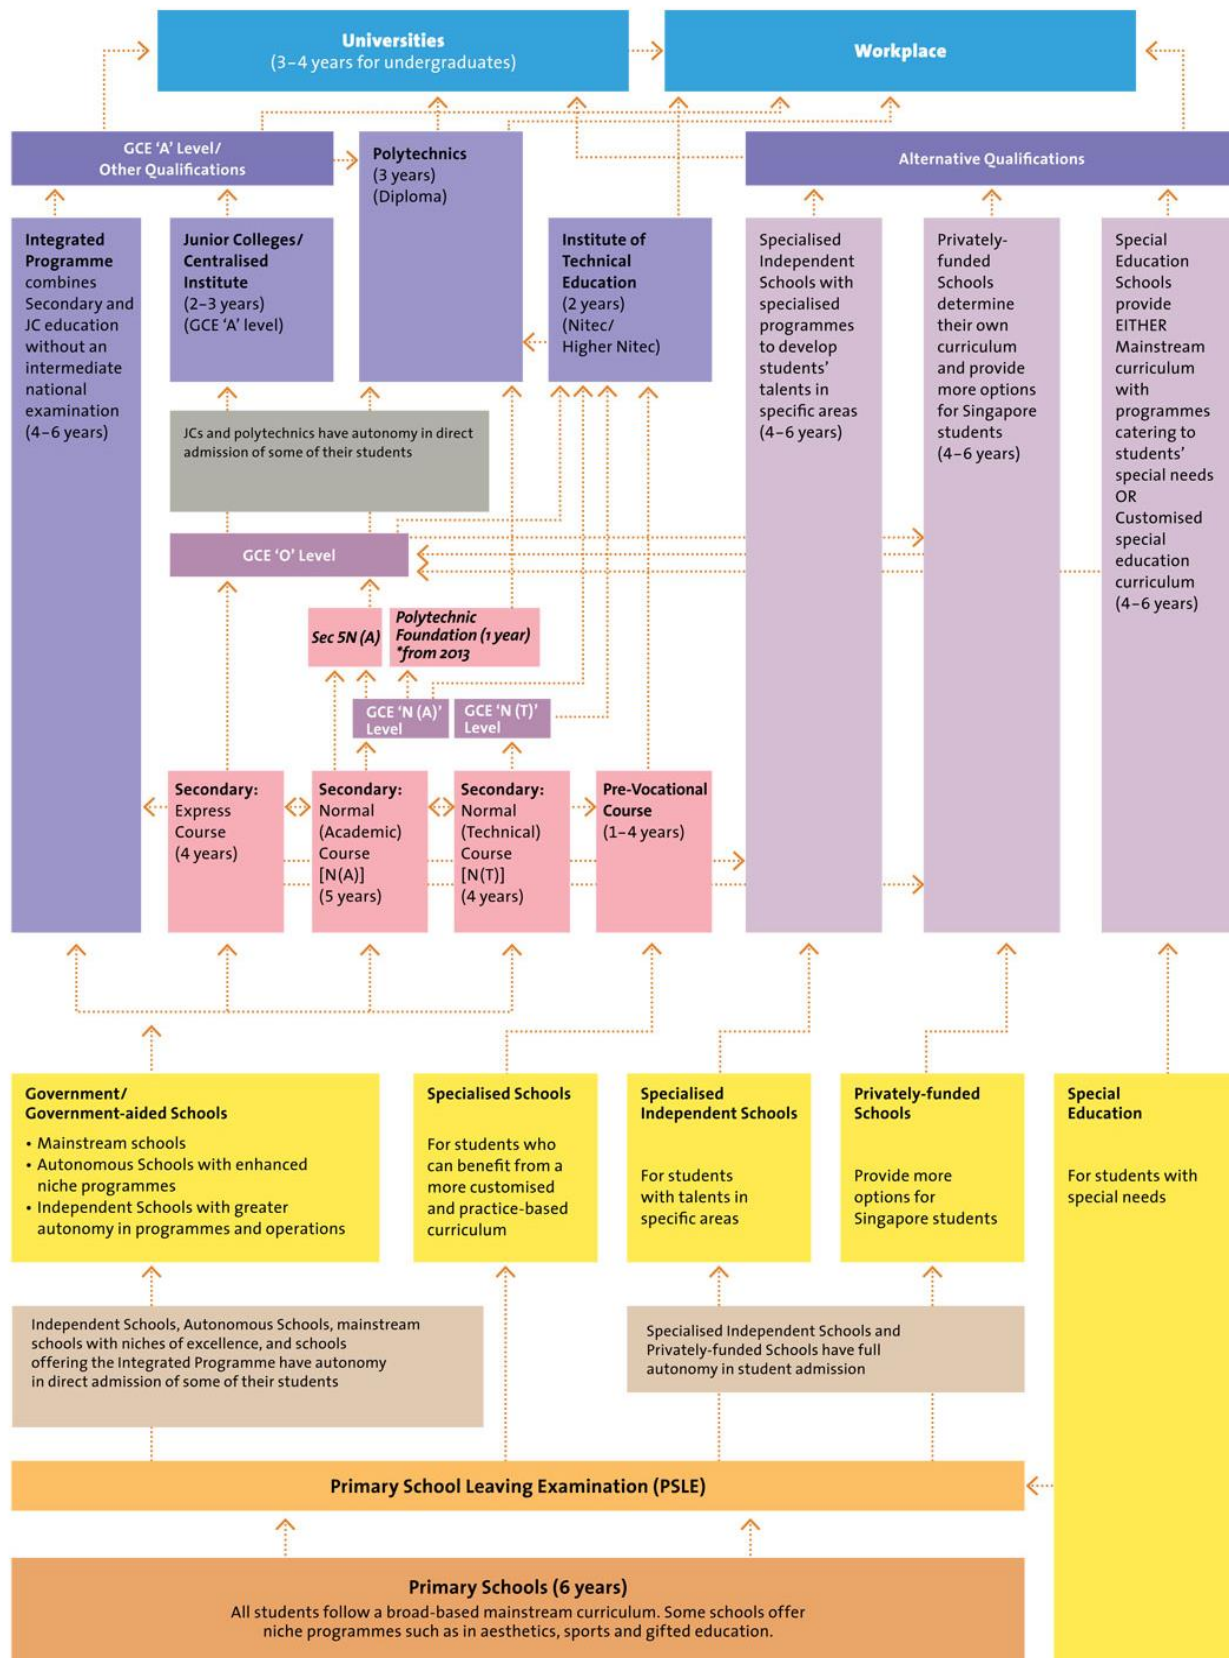 Universities
(3–4 years for undergraduates)
Workplace
GCE ‘A’ Level/
Other Qualifications
Polytechnics
(3 years)
(Diploma)
Alternative Qualifications
Integrated
Programme
combines
Secondary and
JC education
without an
intermediate
national
examination
(4–6 years)
Junior Colleges/
Centralised
Institute
(2–3 years)
(GCE ‘A’ level)
Institute of
Technical
Education
(2 years)
(Nitec/
Higher Nitec)
Specialised
Independent
Schools with
specialised
programmes
to develop
students’
talents in
specific areas
(4–6 years)
Privately-
funded
Schools
determine
their own
curriculum
and provide
more options
for Singapore
students
(4–6 years)
Special
Education
Schools
provide
EITHER
Mainstream
curriculum
with
programmes
catering to
students’
special needs
OR
Customised
special
education
curriculum
(4–6 years)
JCs and polytechnics have autonomy in direct
admission of some of their students
GCE ‘O’ Level
Sec 5N (A)
Polytechnic
Foundation (1 year)
*from 2013
GCE ‘N (A)’
Level
GCE ‘N (T)’
Level
Secondary:
Express
Course
(4 years)
Secondary:
Normal
(Academic)
Course
[N(A)]
(5 years)
Secondary:
Normal
(Technical)
Course
[N(T)]
(4 years)
Pre-Vocational
Course
(1–4 years)
Government/
Government-aided Schools
• Mainstream schools
• Autonomous Schools with enhanced
niche programmes
• Independent Schools with greater
autonomy in programmes and operations
Specialised Schools
For students who
can benefit from a
more customised
and practice-based
curriculum
Specialised
Independent Schools
For students
with talents in
specific areas
Privately-funded
Schools
Provide more
options for
Singapore students
Special
Education
For students with
special needs
Independent Schools, Autonomous Schools, mainstream
schools with niches of excellence, and schools
offering the Integrated Programme have autonomy
in direct admission of some of their students
Specialised Independent Schools and
Privately-funded Schools have full
autonomy in student admission
Primary School Leaving Examination (PSLE)
Primary Schools (6 years)
All students follow a broad-based mainstream curriculum. Some schools offer
niche programmes such as in aesthetics, sports and gifted education.